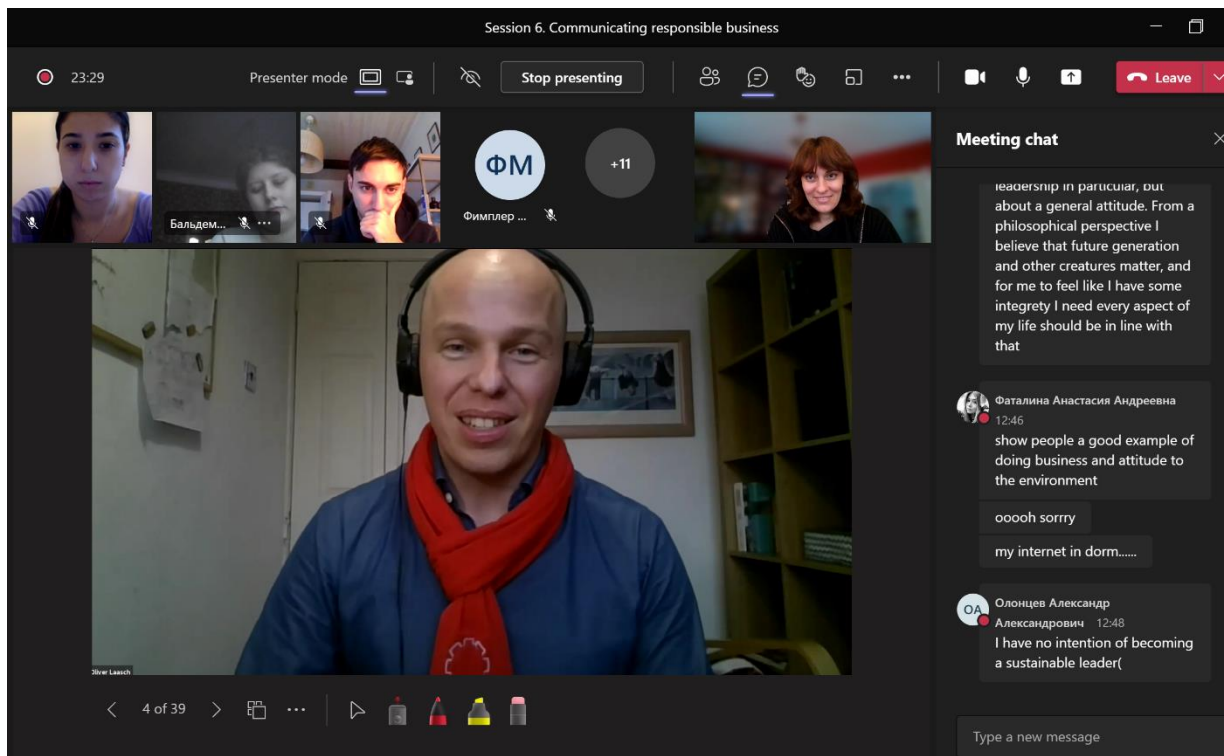 Session 6. Communicating responsible business
23:29
Presenter mode
Stop presenting
Leave
Бальдем...
ФМ
Фимплер ...
+11
Oliver Laasch
4 of 39
Meeting chat
leadership in particular, but
about a general attitude. From a
philosophical perspective I
believe that future generation
and other creatures matter, and
for me to feel like I have some
integrety I need every aspect of
my life should be in line with
that
Фаталина Анастасия Андреевна
12:46
show people a good example of
doing business and attitude to
the environment
ooooh sorrry
my internet in dorm......
ОА
Олонцев Александр
Александрович 12:48
I have no intention of becoming
a sustainable leader(
Type a new message